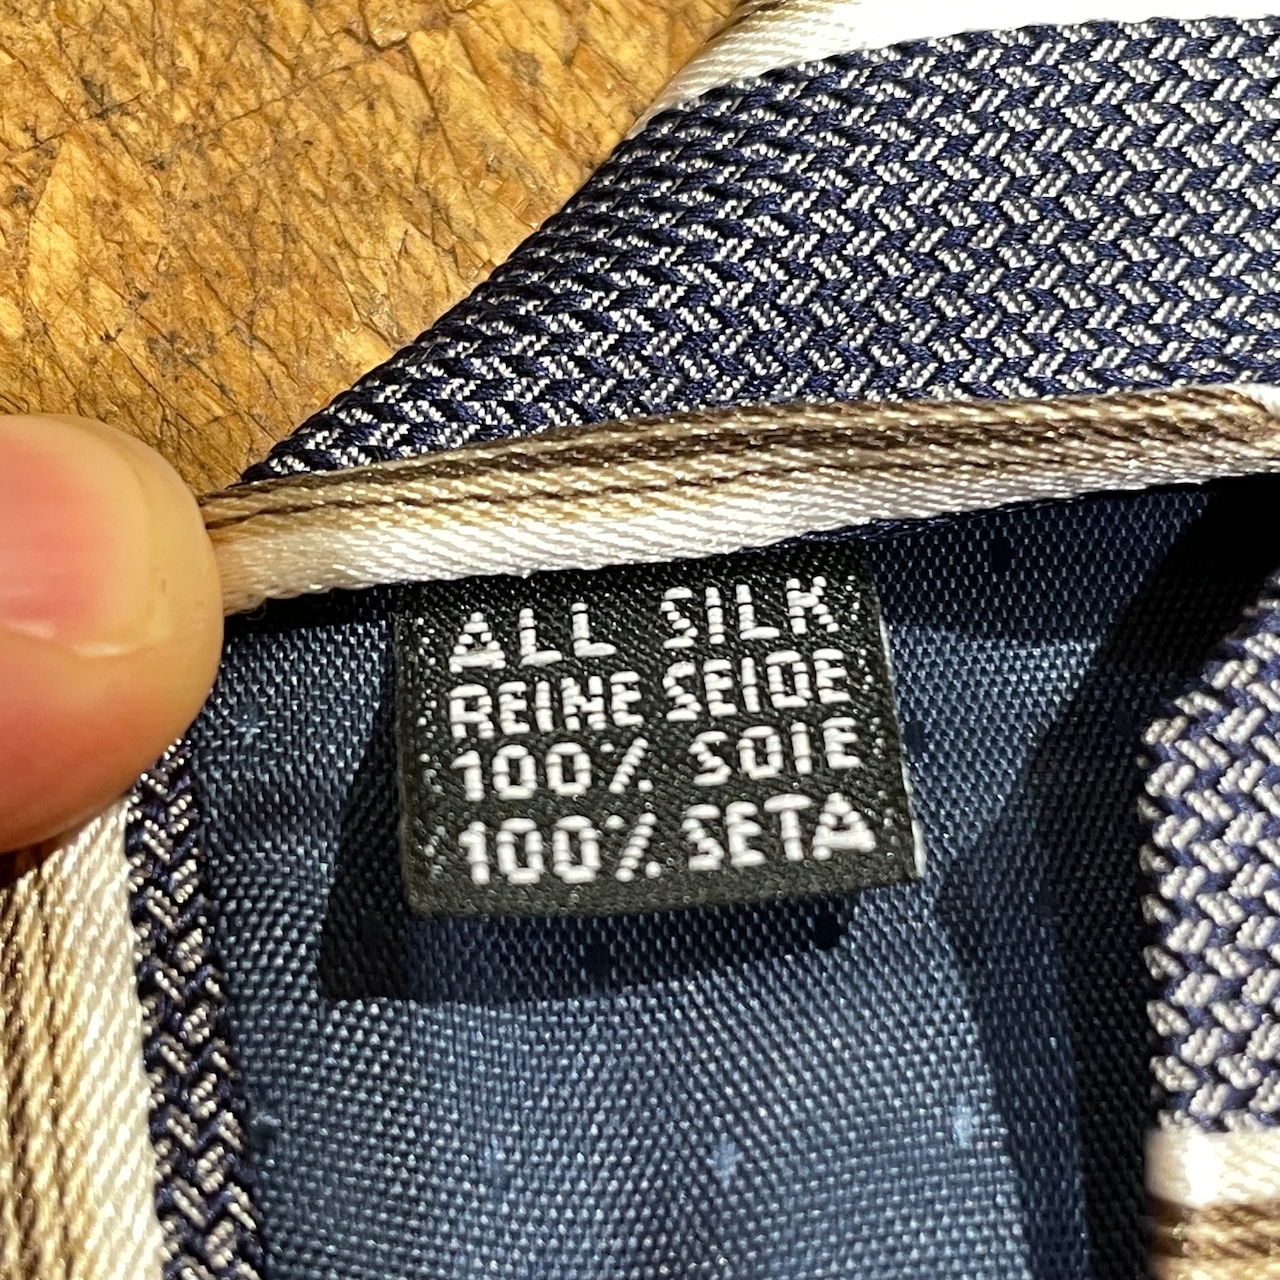 ALL SILK
REINE SEIDE
100% SOIE
100% SETA